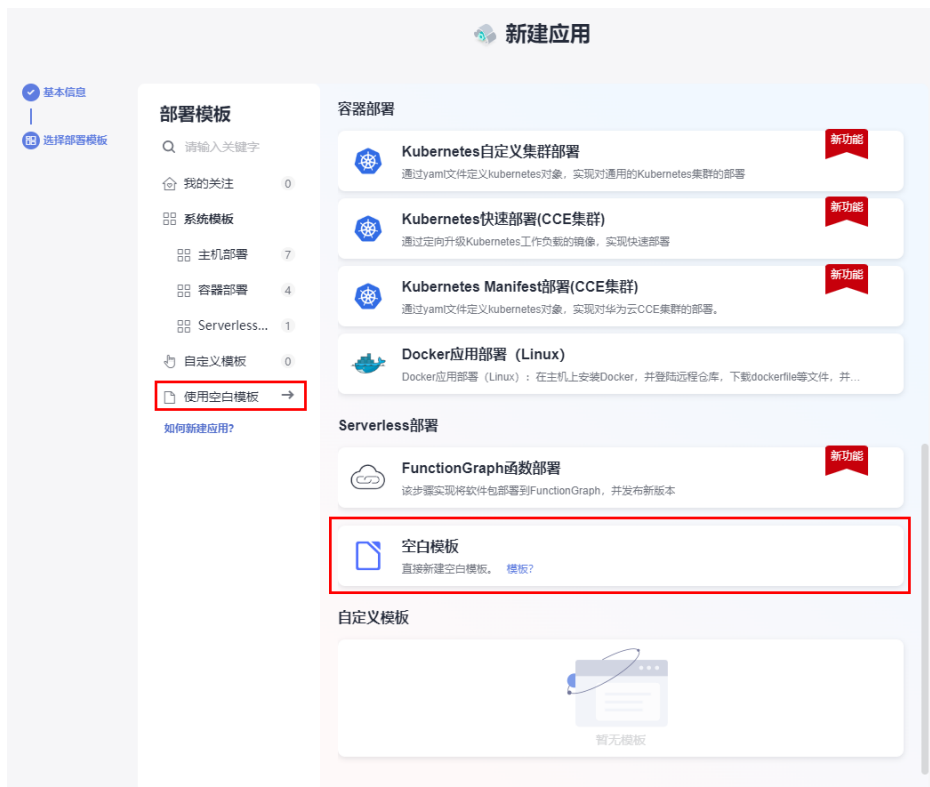 新建应用
基本信息
选择部署模板
部署模板
请输入关键字
我的关注 0
系统模板
主机部署 7
容器部署 4
Serverless... 1
自定义模板 0
使用空白模板
如何新建应用?
容器部署
Kubernetes自定义集群部署
新功能
通过yaml文件定义kubernetes对象，实现对通用的Kubernetes集群的部署
Kubernetes快速部署(CCE集群)
新功能
通过定向升级Kubernetes工作负载的镜像，实现快速部署
Kubernetes Manifest部署(CCE集群)
新功能
通过yaml文件定义kubernetes对象，实现对华为云CCE集群的部署。
Docker应用部署（Linux）
Docker应用部署（Linux）：在主机上安装Docker，并登陆远程仓库，下载dockerfile等文件，并...
Serverless部署
FunctionGraph函数部署
新功能
该步骤实现将软件包部署到FunctionGraph，并发布新版本
空白模板
直接新建空白模板。 模板?
自定义模板
暂无模板